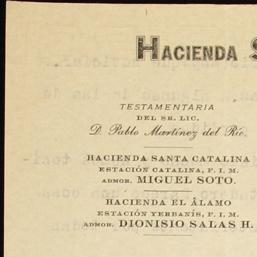 HACIENDA S
TESTAMENTARIA
DEL SR. LIC.
D. Pablo Martínez del Río.
HACIENDA SANTA CATALINA
ESTACIÓN CATALINA, F. I. M.
ADMOR. MIGUEL SOTO.
HACIENDA EL ÁLAMO
ESTACIÓN YERBANÍS, F. I. M.
ADMOR. DIONISIO SALAS H.